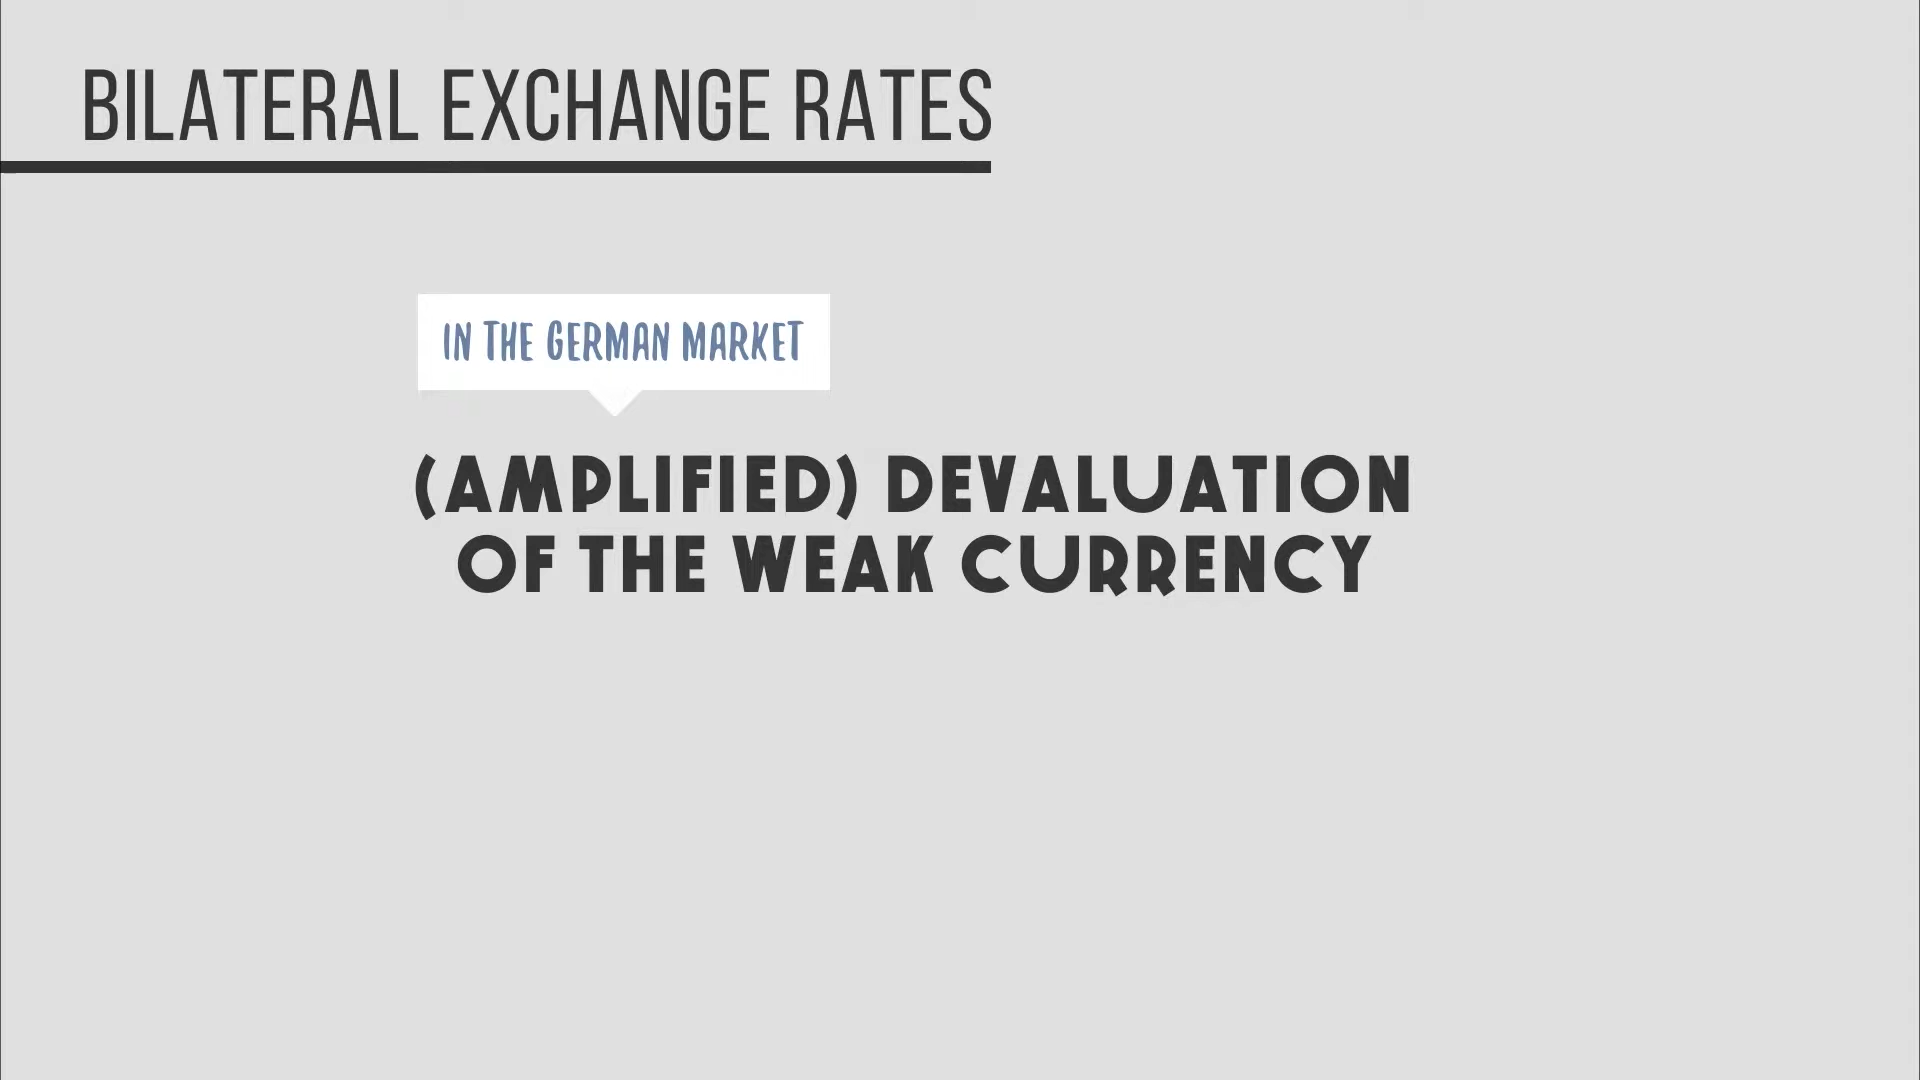 BILATERAL EXCHANGE RATES
IN THE GERMAN MARKET
(AMPLIFIED) DEVALUATION
OF THE WEAK CURRENCY